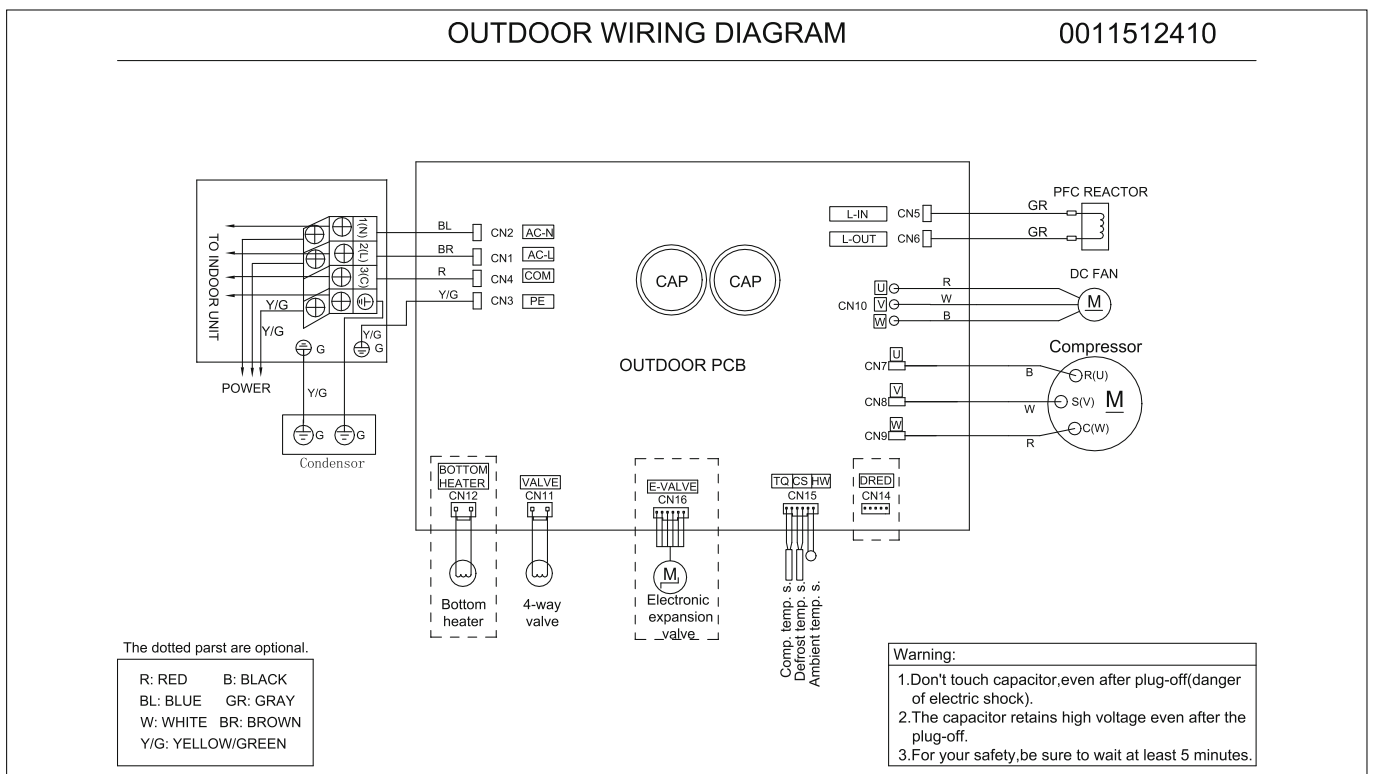 OUTDOOR WIRING DIAGRAM
0011512410
TO INDOOR UNIT
1(N)
2(L)
3(C)
Y/G
Y/G
Y/G
G
G
POWER
Y/G
G
G
Condensor
BL
BR
R
Y/G
CN2 AC-N
CN1 AC-L
CN4 COM
CN3 PE
CAP
CAP
OUTDOOR PCB
L-IN CN5
L-OUT CN6
GR
GR
PFC REACTOR
CN10
U
V
W
R
W
B
DC FAN
M
Compressor
U
CN7
V
CN8
W
CN9
B
W
R
R(U)
S(V)
C(W)
M
BOTTOM
HEATER
CN12
Bottom
heater
VALVE
CN11
4-way
valve
E-VALVE
CN16
M
Electronic
expansion
valve
TQ CS HW
CN15
Comp. temp. s.
Defrost temp. s.
Ambient temp. s.
DRED
CN14
The dotted parst are optional.
R: RED B: BLACK
BL: BLUE GR: GRAY
W: WHITE BR: BROWN
Y/G: YELLOW/GREEN
Warning:
1.Don't touch capacitor,even after plug-off(danger
of electric shock).
2.The capacitor retains high voltage even after the
plug-off.
3.For your safety,be sure to wait at least 5 minutes.